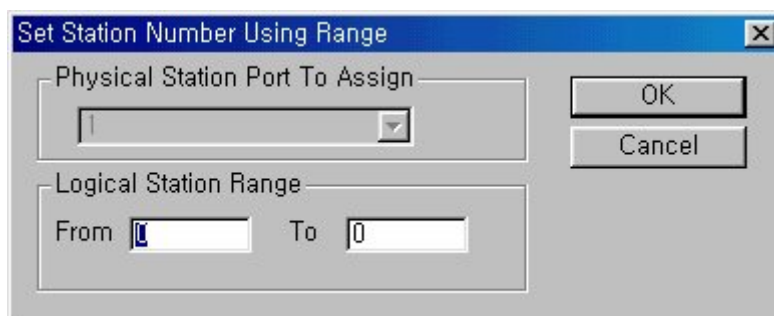 Set Station Number Using Range
Physical Station Port To Assign
1
OK
Cancel
Logical Station Range
From 0 To 0